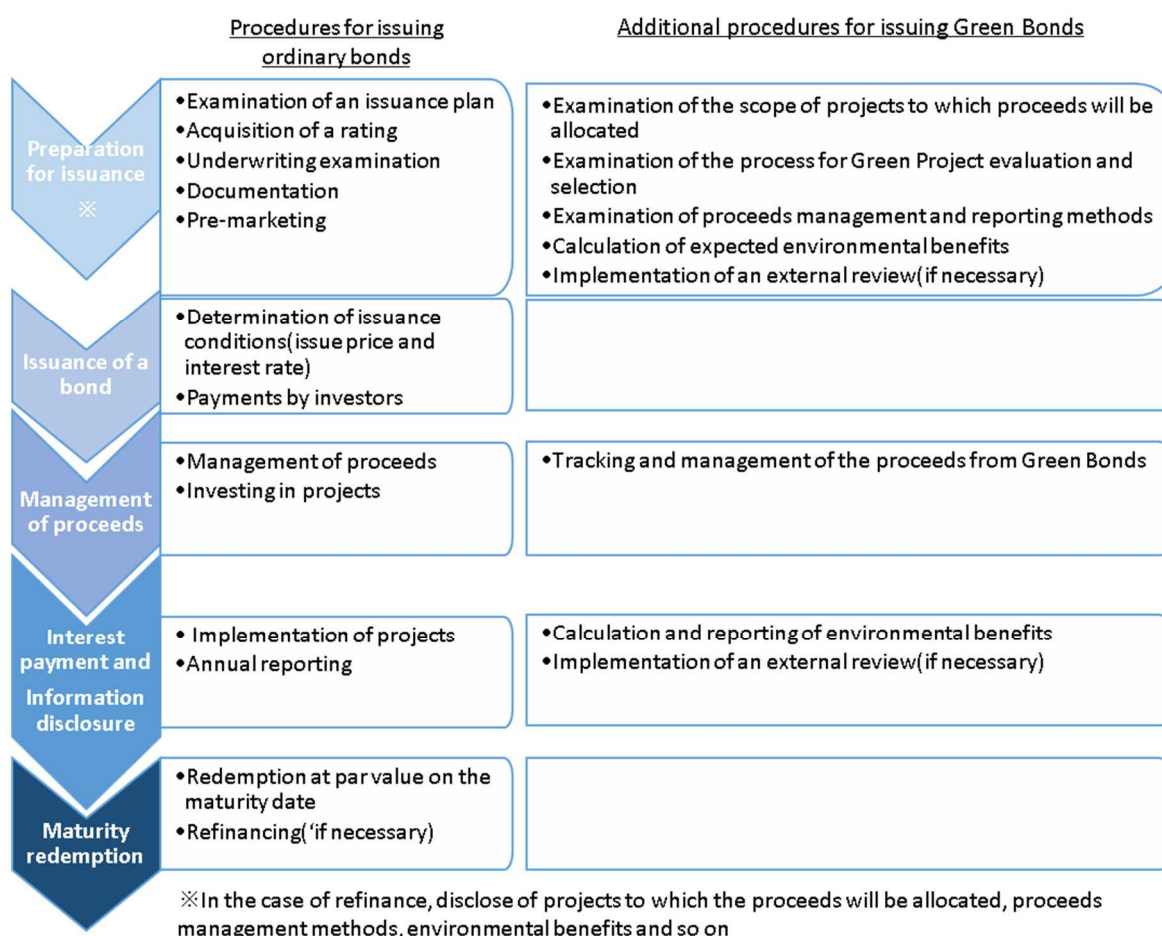 Procedures for issuing
ordinary bonds
Additional procedures for issuing Green Bonds
Preparation
for issuance
※
•Examination of an issuance plan
•Acquisition of a rating
•Underwriting examination
•Documentation
•Pre-marketing
•Examination of the scope of projects to which proceeds will be
allocated
•Examination of the process for Green Project evaluation and
selection
•Examination of proceeds management and reporting methods
•Calculation of expected environmental benefits
•Implementation of an external review(if necessary)
Issuance of a
bond
•Determination of issuance
conditions(issue price and
interest rate)
•Payments by investors
Management
of proceeds
•Management of proceeds
•Investing in projects
•Tracking and management of the proceeds from Green Bonds
Interest
payment and
Information
disclosure
• Implementation of projects
•Annual reporting
•Calculation and reporting of environmental benefits
•Implementation of an external review(if necessary)
Maturity
redemption
•Redemption at par value on the
maturity date
•Refinancing(‘if necessary)
※In the case of refinance, disclose of projects to which the proceeds will be allocated, proceeds
management methods, environmental benefits and so on